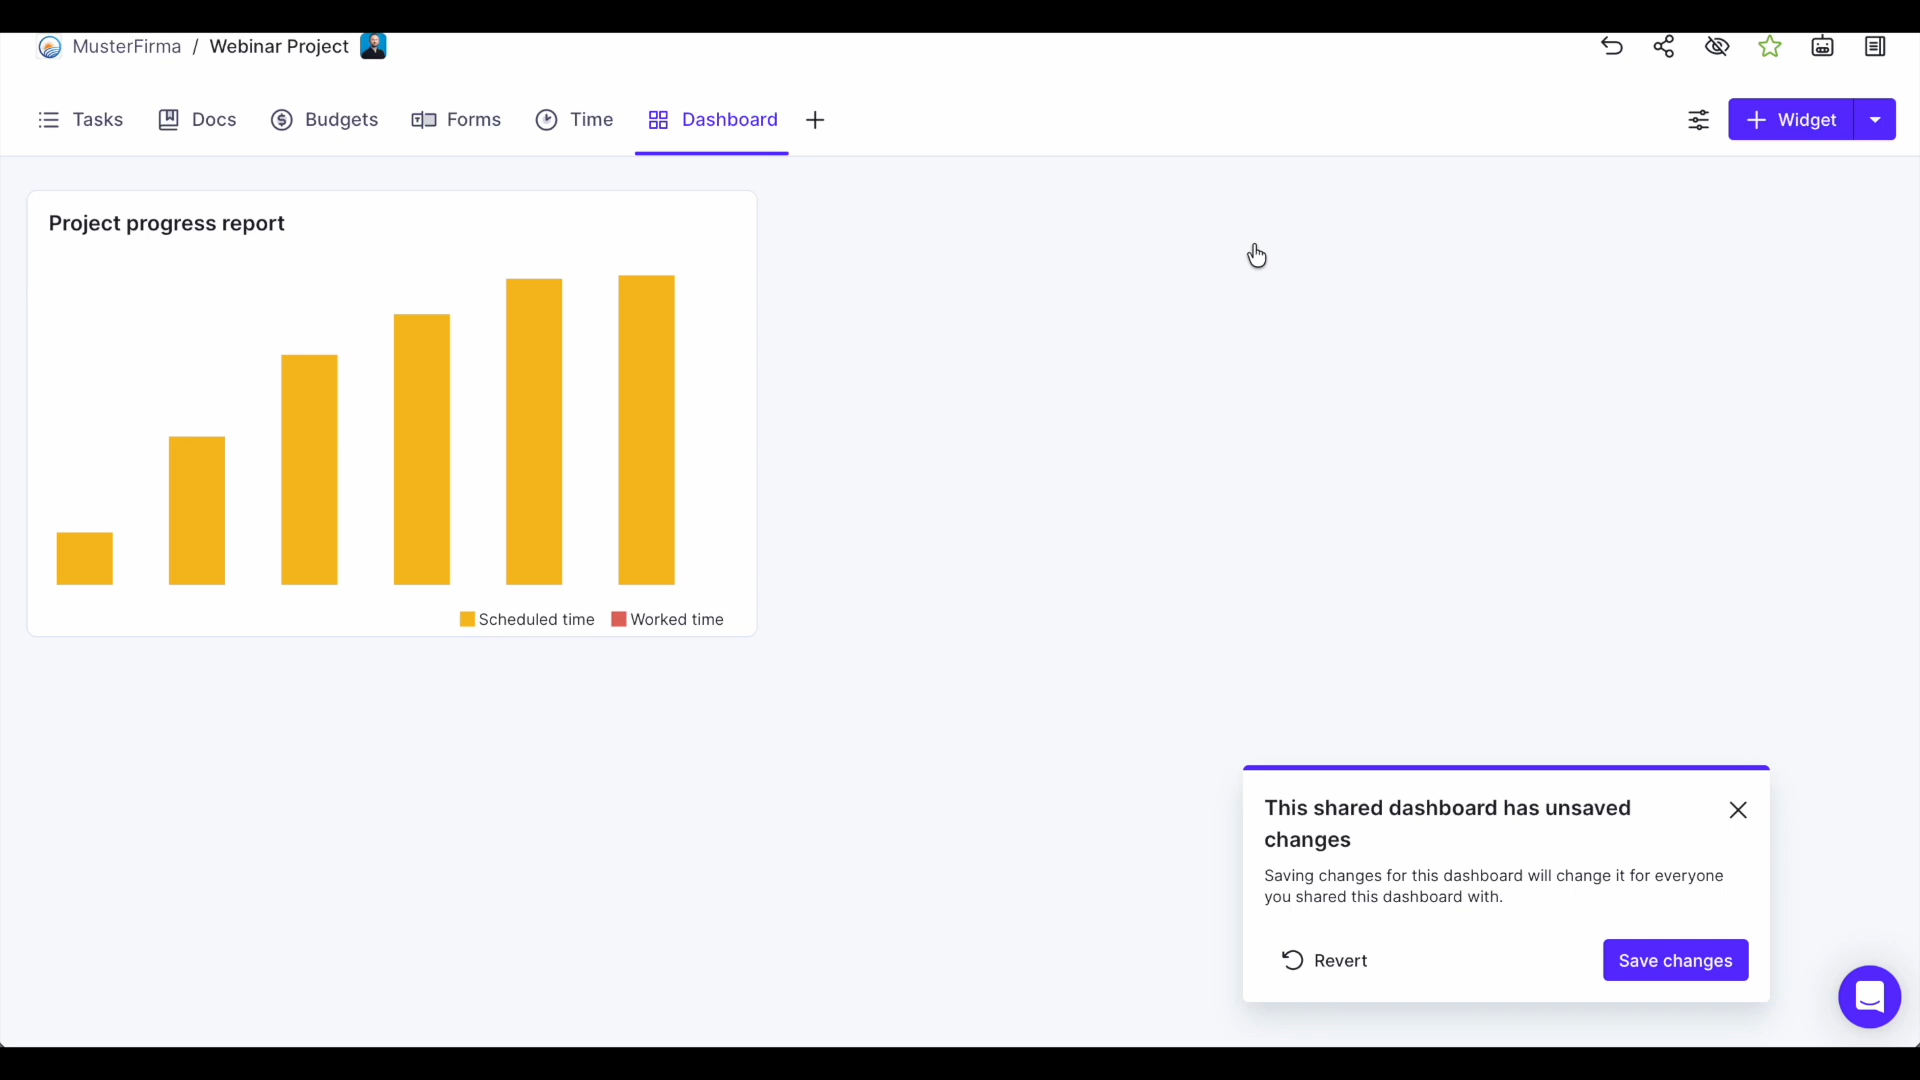 MusterFirma / Webinar Project
Tasks Docs Budgets Forms Time Dashboard + Widget
Project progress report
Scheduled time Worked time
This shared dashboard has unsaved
changes
Saving changes for this dashboard will change it for everyone
you shared this dashboard with.
Revert Save changes